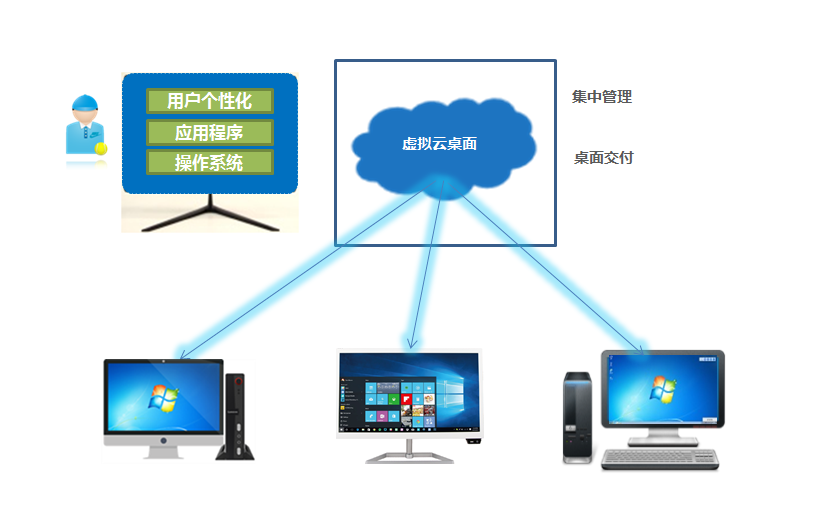 用户个性化
应用程序
操作系统
虚拟云桌面
集中管理
桌面交付